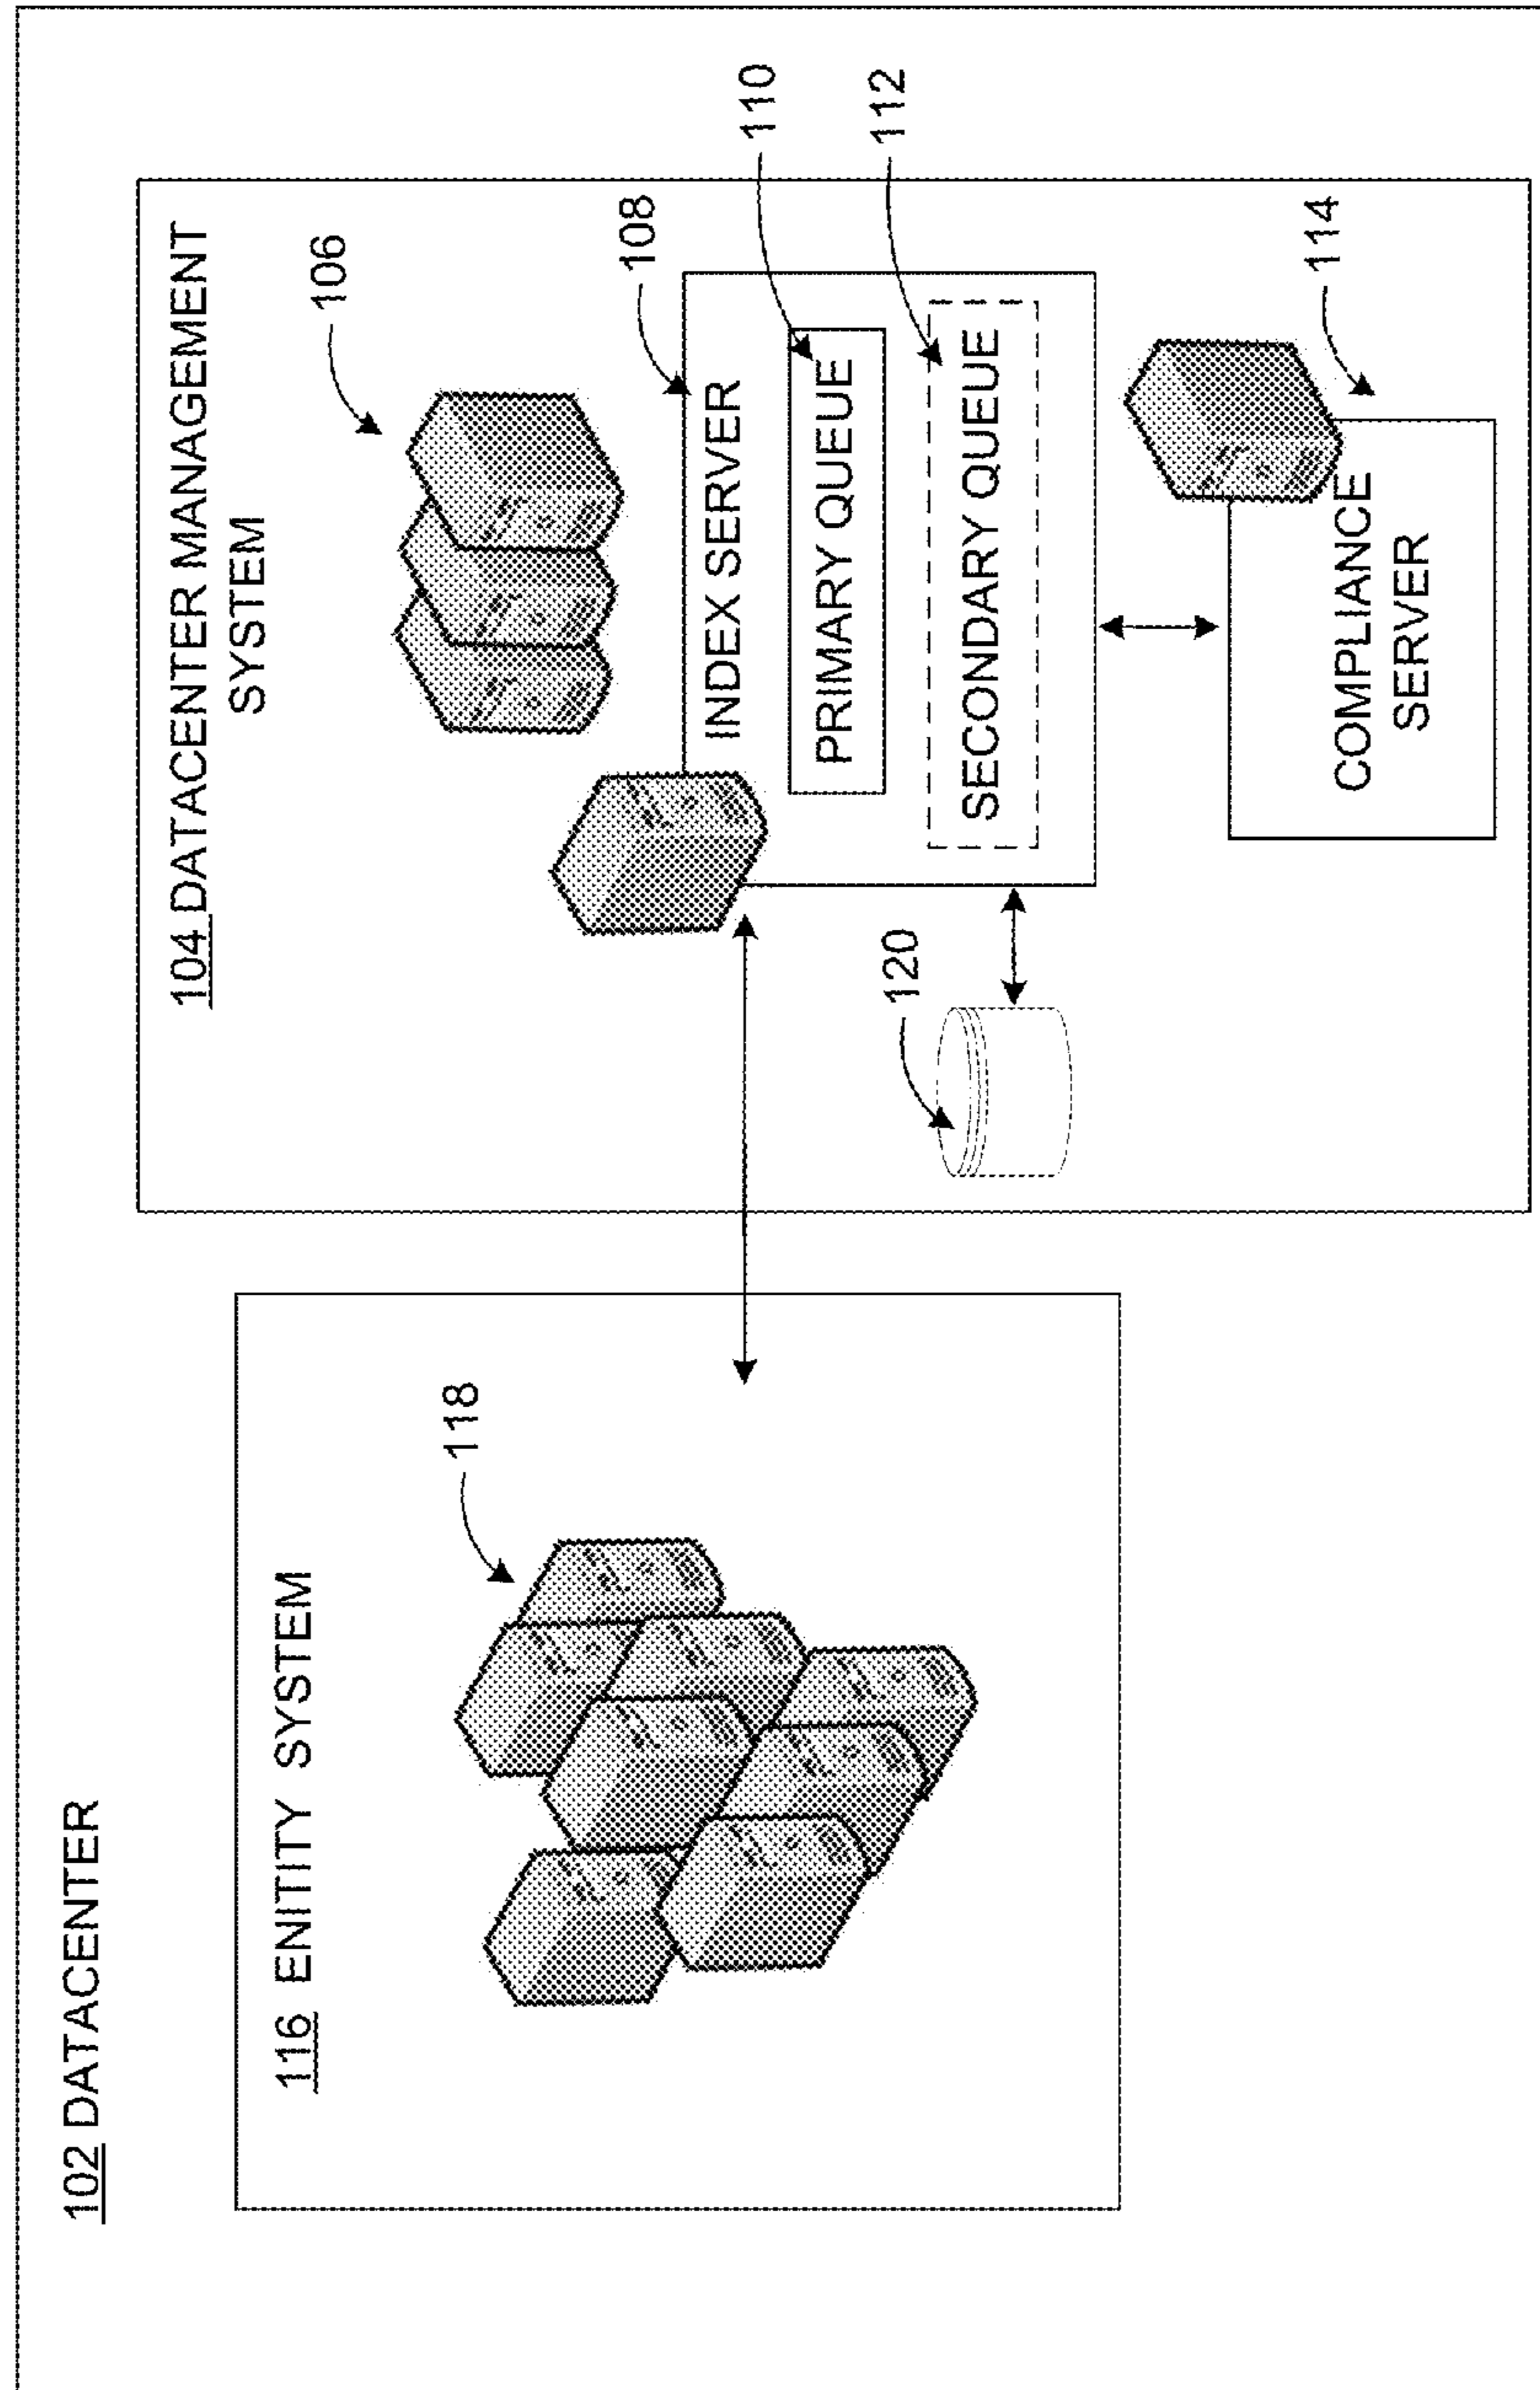 102 DATACENTER
116 ENITITY SYSTEM
118
104 DATACENTER MANAGEMENT
SYSTEM
106
108
INDEX SERVER
110
PRIMARY QUEUE
112
SECONDARY QUEUE
120
114
COMPLIANCE
SERVER